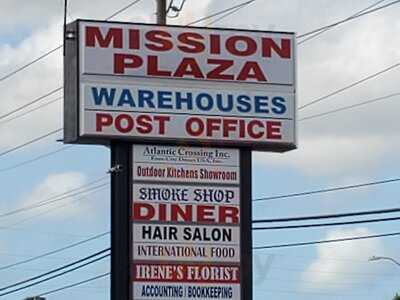 MISSION
PLAZA
WAREHOUSES
POST OFFICE
Atlantic Crossing Inc.
Outdoor Kitchens Showroom
SMOKE SHOP
DINER
HAIR SALON
INTERNATIONAL FOOD
IRENE'S FLORIST
ACCOUNTING | BOOKKEEPING